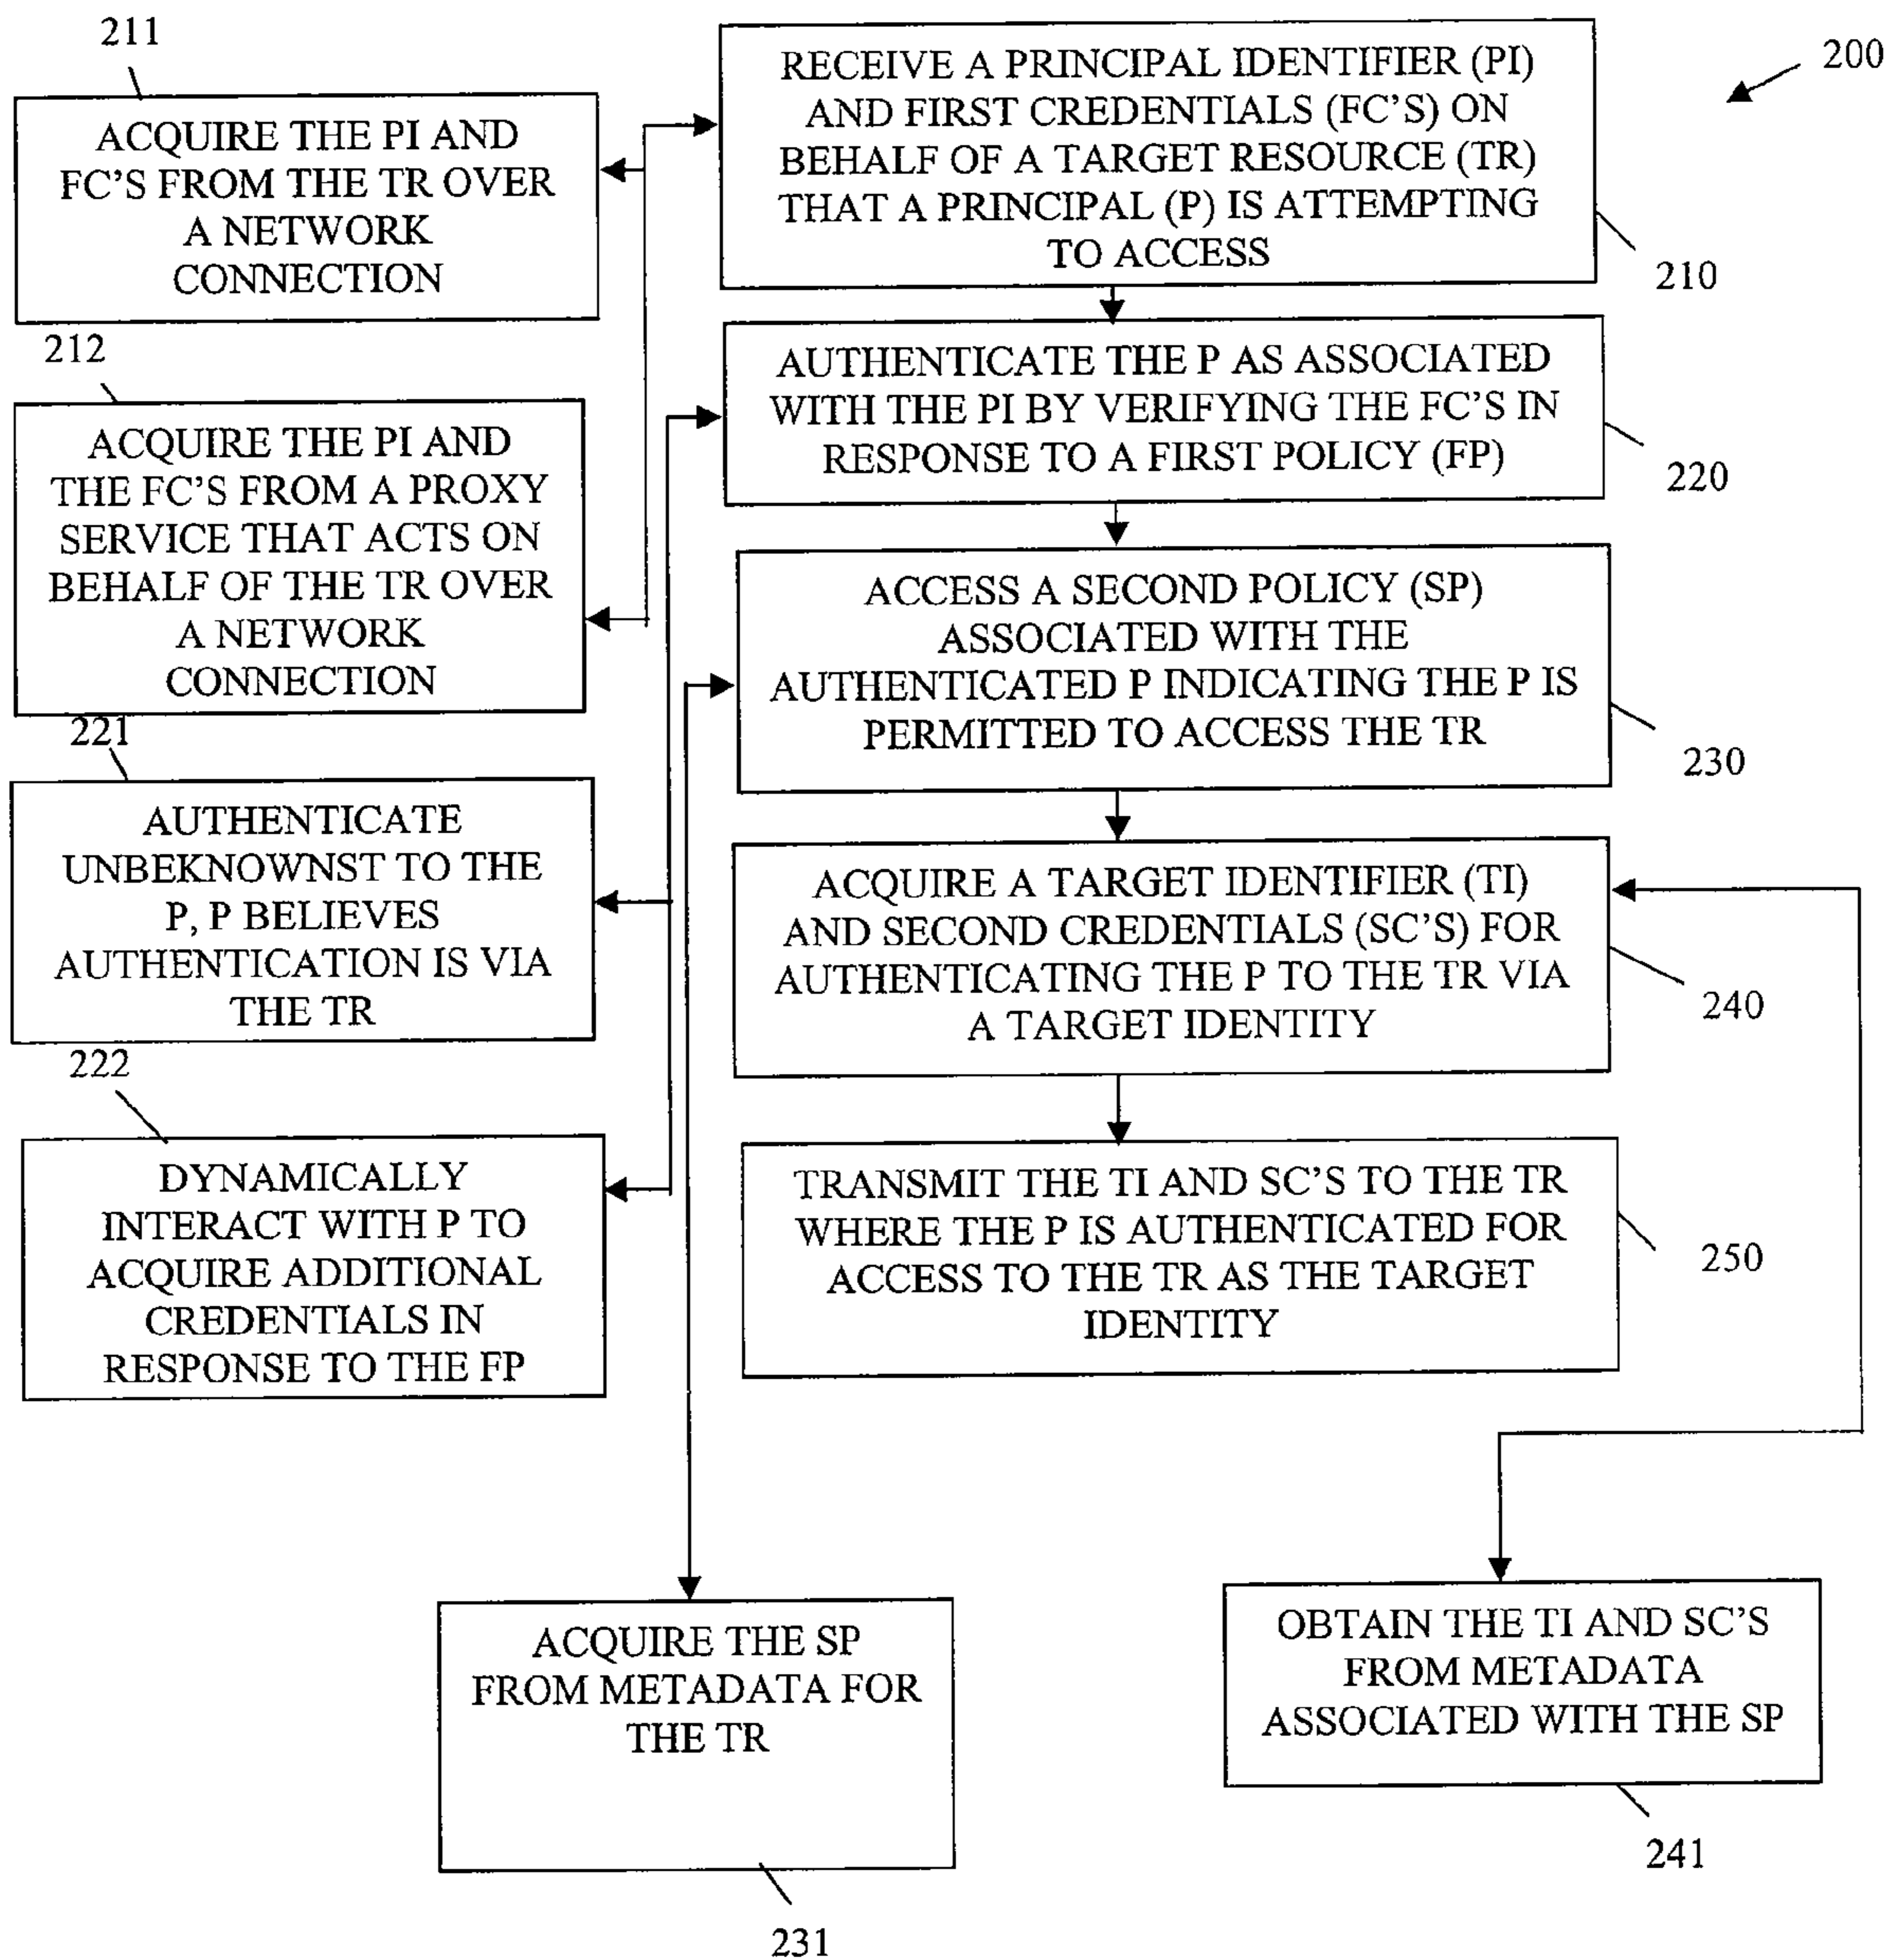 200
211
ACQUIRE THE PI AND
FC'S FROM THE TR OVER
A NETWORK
CONNECTION
RECEIVE A PRINCIPAL IDENTIFIER (PI)
AND FIRST CREDENTIALS (FC'S) ON
BEHALF OF A TARGET RESOURCE (TR)
THAT A PRINCIPAL (P) IS ATTEMPTING
TO ACCESS
210
212
ACQUIRE THE PI AND
THE FC'S FROM A PROXY
SERVICE THAT ACTS ON
BEHALF OF THE TR OVER
A NETWORK
CONNECTION
AUTHENTICATE THE P AS ASSOCIATED
WITH THE PI BY VERIFYING THE FC'S IN
RESPONSE TO A FIRST POLICY (FP)
220
ACCESS A SECOND POLICY (SP)
ASSOCIATED WITH THE
AUTHENTICATED P INDICATING THE P IS
PERMITTED TO ACCESS THE TR
230
221
AUTHENTICATE
UNBEKNOWNST TO THE
P, P BELIEVES
AUTHENTICATION IS VIA
THE TR
ACQUIRE A TARGET IDENTIFIER (TI)
AND SECOND CREDENTIALS (SC'S) FOR
AUTHENTICATING THE P TO THE TR VIA
A TARGET IDENTITY
240
222
DYNAMICALLY
INTERACT WITH P TO
ACQUIRE ADDITIONAL
CREDENTIALS IN
RESPONSE TO THE FP
TRANSMIT THE TI AND SC'S TO THE TR
WHERE THE P IS AUTHENTICATED FOR
ACCESS TO THE TR AS THE TARGET
IDENTITY
250
ACQUIRE THE SP
FROM METADATA FOR
THE TR
231
OBTAIN THE TI AND SC'S
FROM METADATA
ASSOCIATED WITH THE SP
241